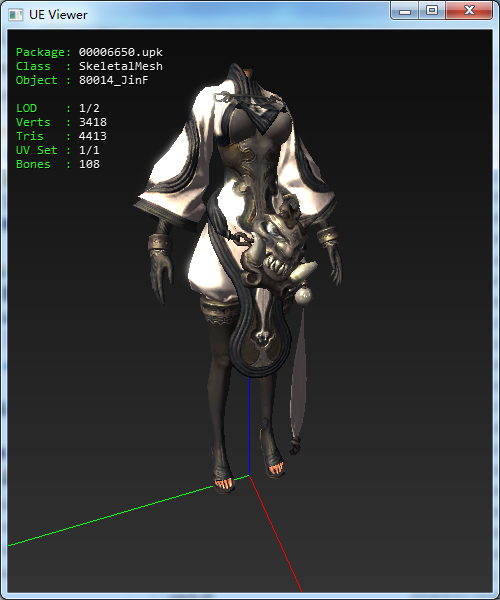 UE Viewer
Package: 00006650.upk
Class : SkeletalMesh
Object : 80014_JinF
LOD : 1/2
Verts : 3418
Tris : 4413
UV Set : 1/1
Bones : 108